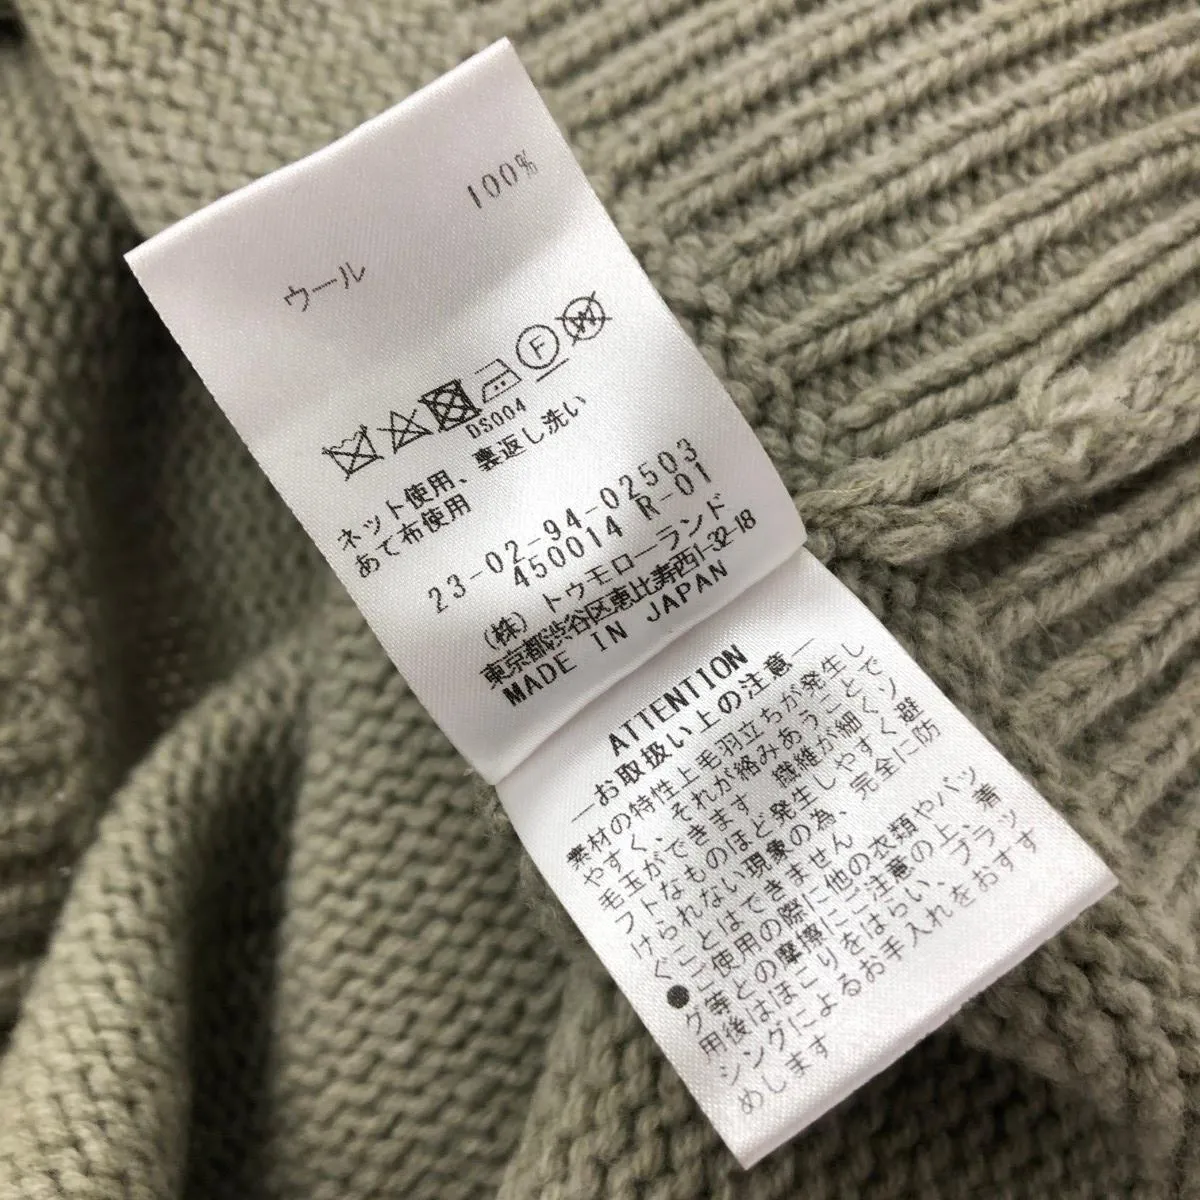 100%
ウール
F W
DS004
ネット使用、裏返し洗い
あて布使用
23-02-94-02503
450014 R-01
(株) トゥモローランド
東京都渋谷区恵比寿西1-32-18
MADE IN JAPAN
ATTENTION
―お取扱い上の注意―
素材の特性上毛羽立ちが発生し
やすく、それが絡みあうことで
毛玉ができます 繊維が細くソ
フトなものほど発生しやすく避
けられない現象の為、完全に防
ぐことはできません
●ご使用の際に他の衣類やバッ
グ等との摩擦にご注意の上、着
用後はほこりをはらい、ブラッ
シングによるお手入れをおすす
めします